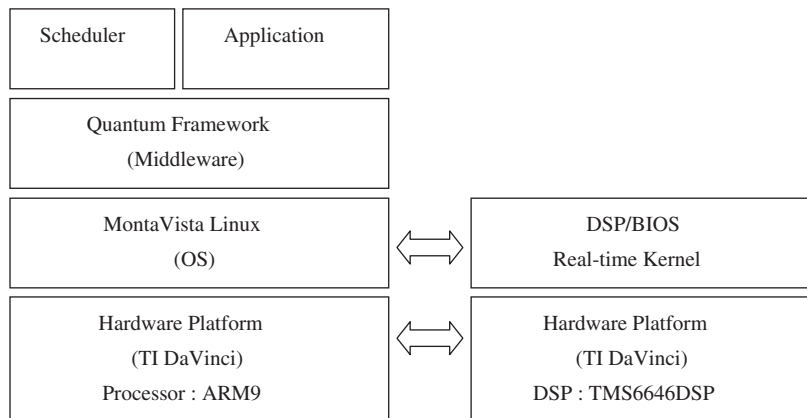 Scheduler
Application
Quantum Framework
(Middleware)
MontaVista Linux
(OS)
DSP/BIOS
Real-time Kernel
Hardware Platform
(TI DaVinci)
Processor : ARM9
Hardware Platform
(TI DaVinci)
DSP : TMS6646DSP